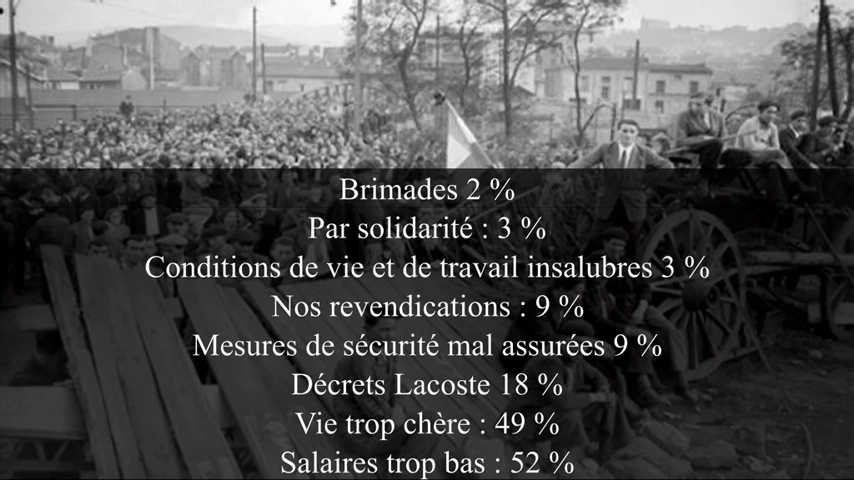 Brimades 2 %
Par solidarité : 3 %
Conditions de vie et de travail insalubres 3 %
Nos revendications : 9 %
Mesures de sécurité mal assurées 9 %
Décrets Lacoste 18 %
Vie trop chère : 49 %
Salaires trop bas : 52 %